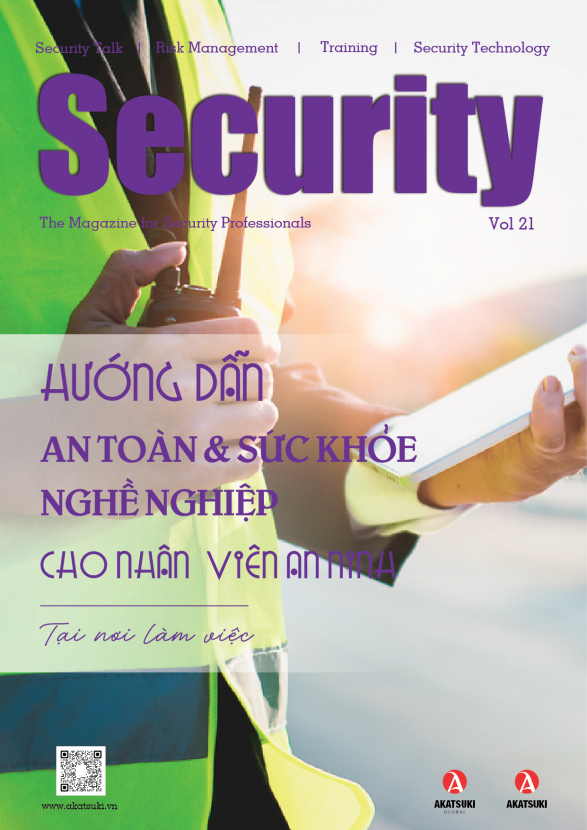 Security Talk | Risk Management | Training | Security Technology
Security
The Magazine for Security Professionals Vol 21
HƯỚNG DẪN
AN TOÀN & SỨC KHỎE
NGHỀ NGHIỆP
CHO NHÂN VIÊN AN NINH
Tại nơi làm việc
www.akatsuki.vn
AKATSUKI
GLOBAL
AKATSUKI